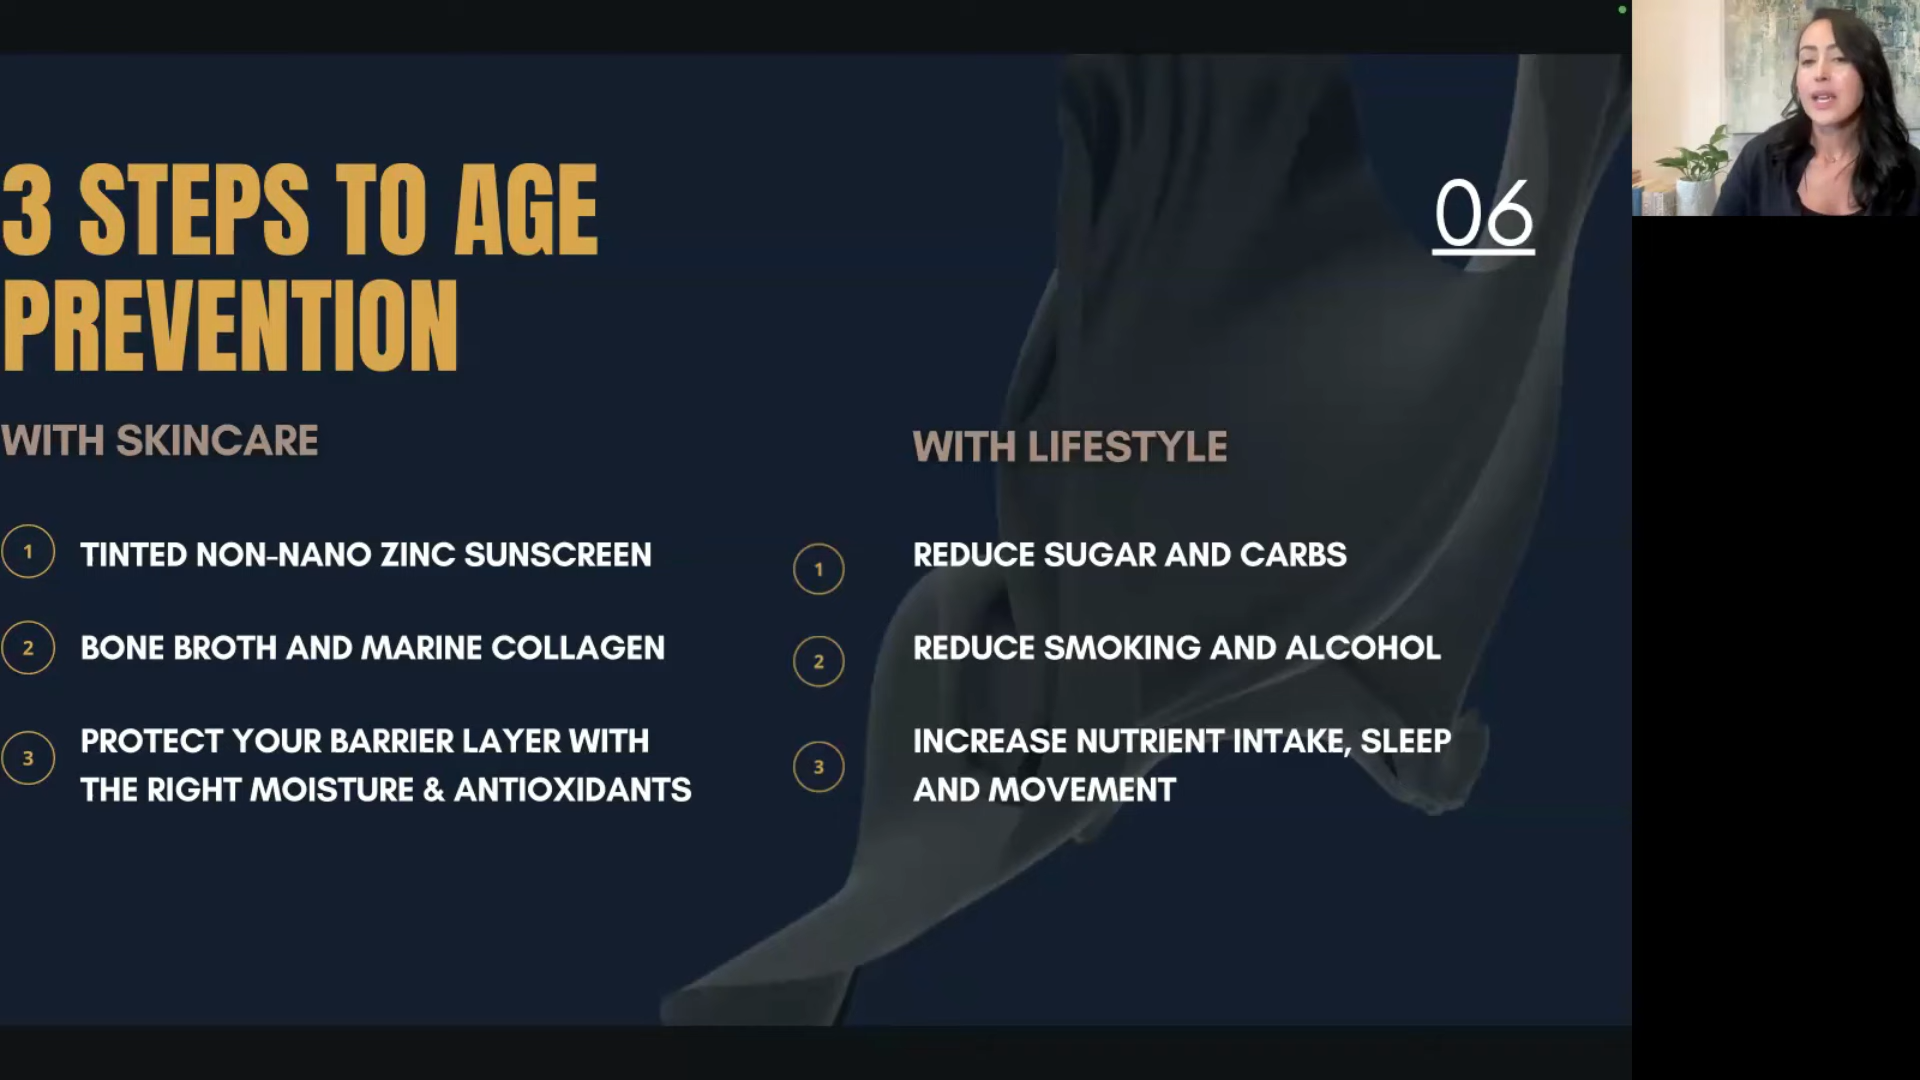 3 STEPS TO AGE
PREVENTION
06
WITH SKINCARE
1 TINTED NON-NANO ZINC SUNSCREEN
2 BONE BROTH AND MARINE COLLAGEN
3 PROTECT YOUR BARRIER LAYER WITH
THE RIGHT MOISTURE & ANTIOXIDANTS
WITH LIFESTYLE
1 REDUCE SUGAR AND CARBS
2 REDUCE SMOKING AND ALCOHOL
3 INCREASE NUTRIENT INTAKE, SLEEP
AND MOVEMENT